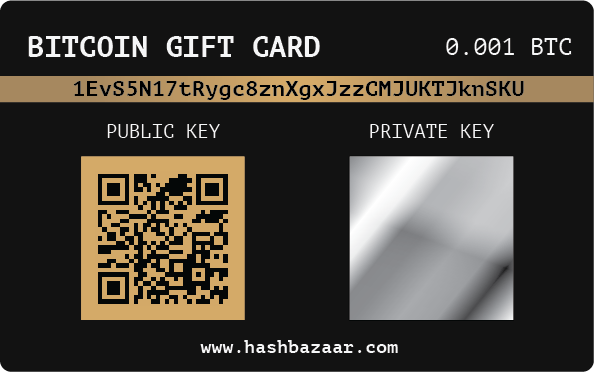 BITCOIN GIFT CARD
0.001 BTC
1EvS5N17tRygc8znXgxJzzCMJUKTJknSKU
PUBLIC KEY
PRIVATE KEY
www.hashbazaar.com